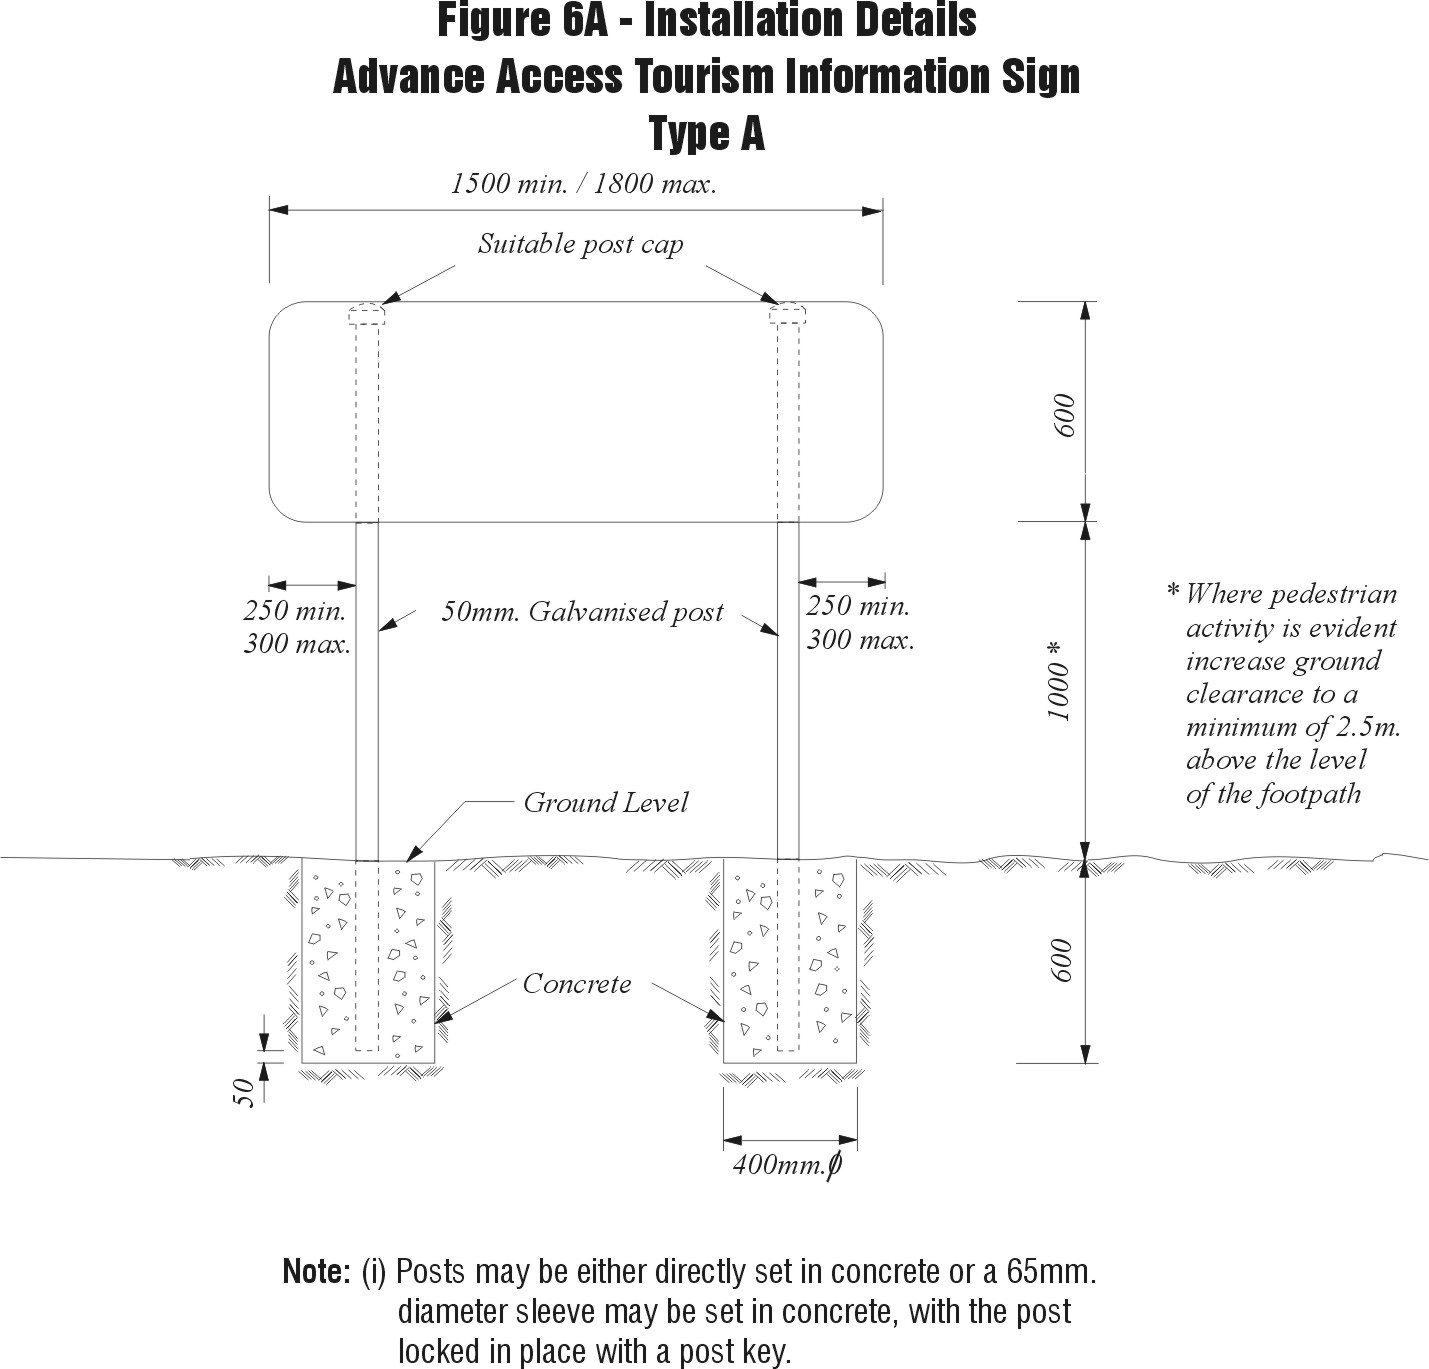 Figure 6A - Installation Details
Advance Access Tourism Information Sign
Type A
1500 min. / 1800 max.
Suitable post cap
600
250 min.
300 max.
50mm. Galvanised post
250 min.
300 max.
1000 *
* Where pedestrian
activity is evident
increase ground
clearance to a
minimum of 2.5m.
above the level
of the footpath
Ground Level
Concrete
600
50
400mm.Ø
Note: (i) Posts may be either directly set in concrete or a 65mm.
diameter sleeve may be set in concrete, with the post
locked in place with a post key.